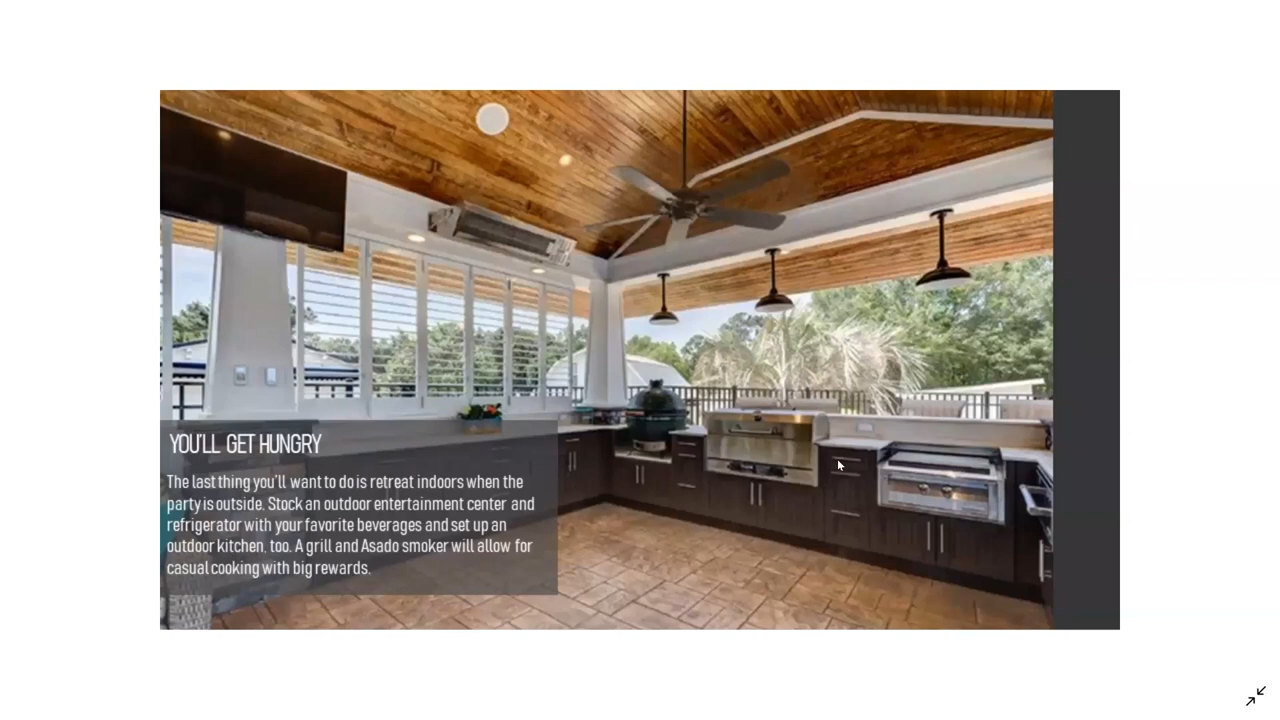 YOU'LL GET HUNGRY
The last thing you'll want to do is retreat indoors when the
party is outside. Stock an outdoor entertainment center and
refrigerator with your favorite beverages and set up an
outdoor kitchen, too. A grill and Asado smoker will allow for
casual cooking with big rewards.